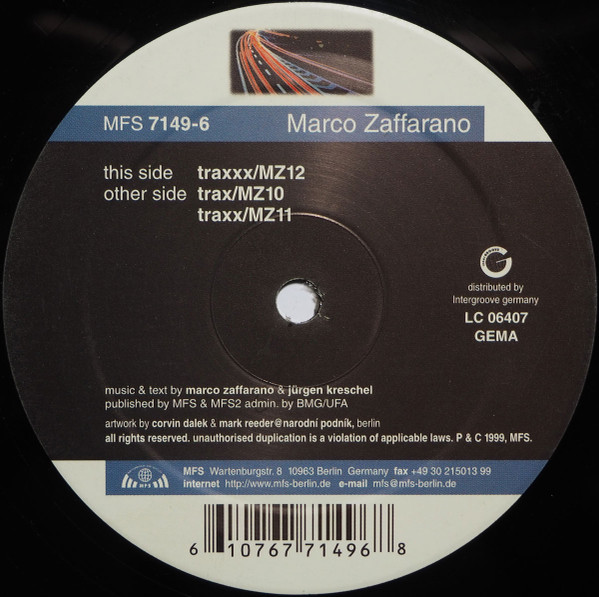 MFS 7149-6 Marco Zaffarano
this side traxxx/MZ12
other side trax/MZ10
traxx/MZ11
distributed by
Intergroove germany
LC 06407
GEMA
music & text by marco zaffarano & jürgen kreschel
published by MFS & MFS2 admin. by BMG/UFA
artwork by corvin dalek & mark reeder@narodní podnik, berlin
all rights reserved. unauthorised duplication is a violation of applicable laws. P & C 1999, MFS.
MFS
MFS Wartenburgstr. 8 10963 Berlin Germany fax +49 30 215013 99
internet http://www.mfs-berlin.de e-mail mfs@mfs-berlin.de
6 10767 71496 8